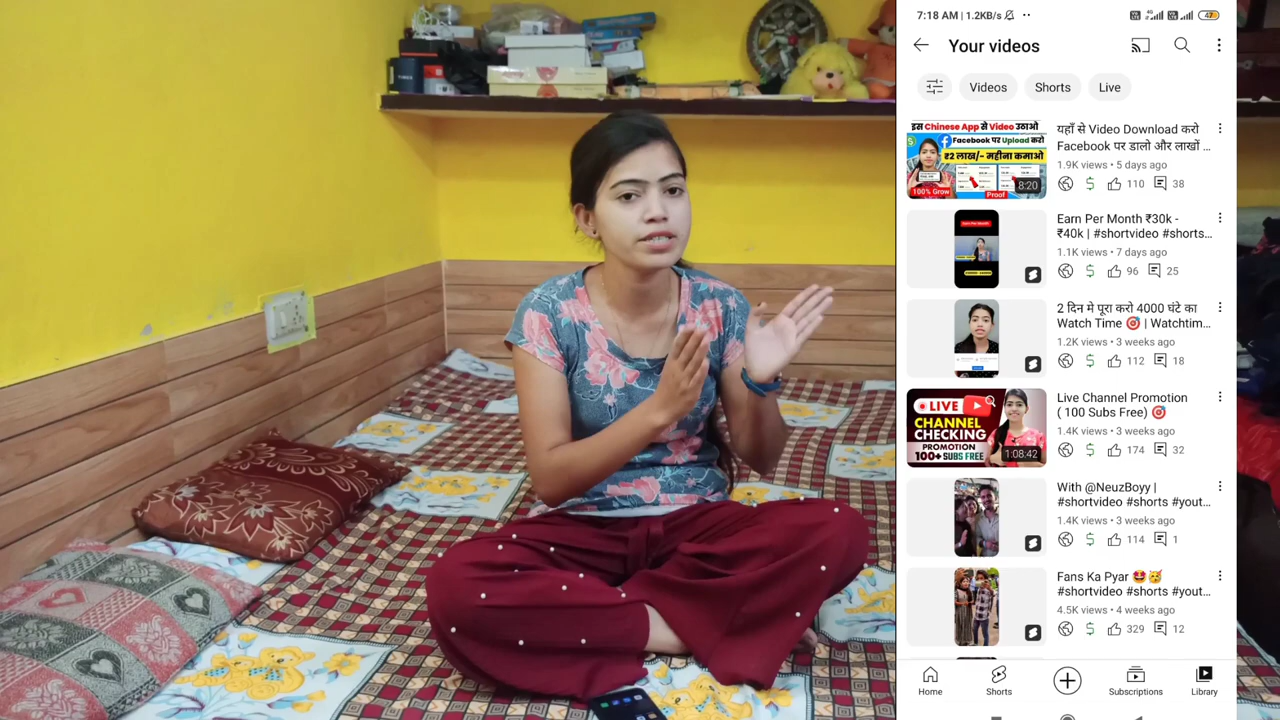 7:18 AM | 1.2KB/s
47
Your videos
Videos
Shorts
Live
इस Chinese App से Video उठाओ
Facebook पर Upload करो
₹2 लाख/- महीना कमाओ
100% Grow
Proof
8:20
यहाँ से Video Download करो
Facebook पर डालो और लाखों ...
1.9K views • 5 days ago
110
38
Earn Per Month ₹30k -
₹40k | #shortvideo #shorts...
1.1K views • 7 days ago
96
25
2 दिन मे पूरा करो 4000 घंटे का
Watch Time 🎯 | Watchtim...
1.2K views • 3 weeks ago
112
18
LIVE
CHANNEL
CHECKING
PROMOTION
100+ SUBS FREE
1:08:42
Live Channel Promotion
( 100 Subs Free) 🎯
1.4K views • 3 weeks ago
174
32
With @NeuzBoyy |
#shortvideo #shorts #yout...
1.4K views • 3 weeks ago
114
1
Fans Ka Pyar 🤩🥳
#shortvideo #shorts #yout...
4.5K views • 4 weeks ago
329
12
Home
Shorts
Subscriptions
Library